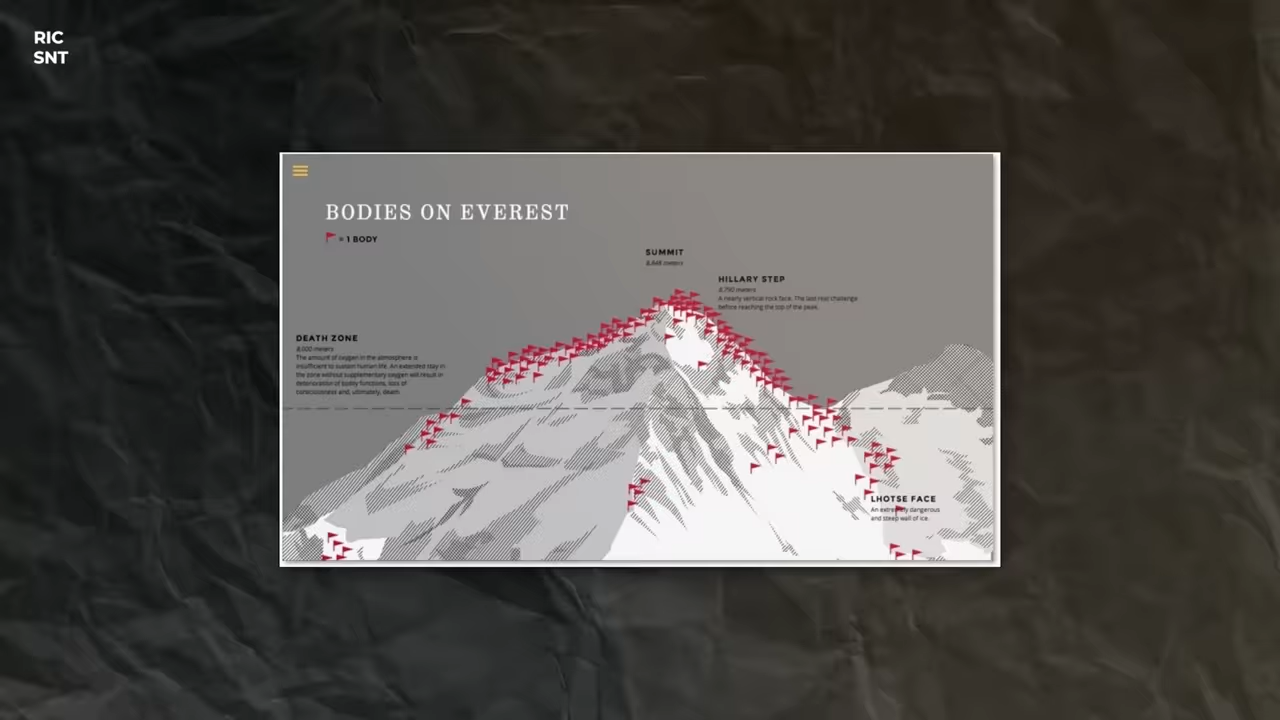 RIC
SNT
BODIES ON EVEREST
= 1 BODY
SUMMIT
8,848 meters
HILLARY STEP
8,790 meters
A nearly vertical rock face. The last real challenge
before reaching the top of the peak.
DEATH ZONE
8,000 meters
The amount of oxygen in the atmosphere is
insufficient to sustain human life. An extended stay in
the zone without supplementary oxygen will result in
deterioration of bodily functions, loss of
consciousness and, ultimately, death.
LHOTSE FACE
An extremely dangerous
and steep wall of ice.